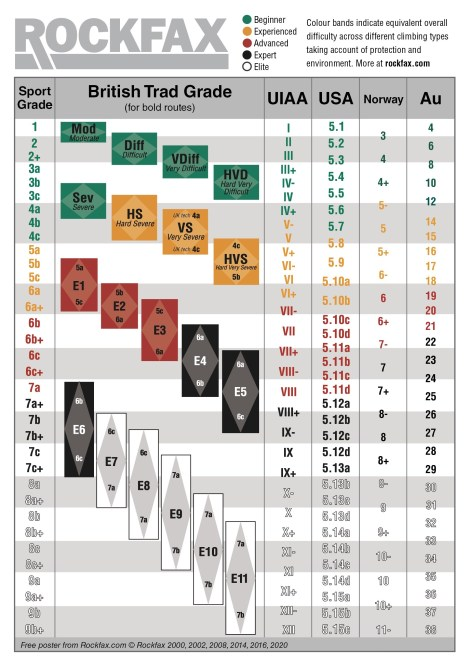 ROCKFAX
Beginner
Experienced
Advanced
Expert
Elite
Colour bands indicate equivalent overall
difficulty across different climbing types
taking account of protection and
environment. More at rockfax.com
Sport
Grade
British Trad Grade
(for bold routes)
UIAA
USA
Norway
Au
1
2
2+
3a
3b
3c
4a
4b
4c
5a
5b
5c
6a
6a+
6b
6b+
6c
6c+
7a
7a+
7b
7b+
7c
7c+
8a
8a+
8b
8b+
8c
8c+
9a
9a+
9b
9b+
Mod
Moderate
Diff
Difficult
VDiff
Very Difficult
HVD
Hard Very
Difficult
Sev
Severe
HS
Hard Severe
UK tech 4a
VS
Very Severe
UK tech 4c
4c
HVS
Hard Very Severe
5b
5a
E1
5c
5b
E2
6a
5c
E3
6a
6a
E4
6b
6a
E5
6c
6b
E6
6c
6c
E7
7a
6c
E8
7a
7a
E9
7b
7a
E10
7b
7a
E11
7b
I
II
III
III+
IV-
IV
IV+
V-
V
V+
VI-
VI
VI+
VII-
VII
VII+
VIII-
VIII
VIII+
IX-
IX
IX+
X-
X
X+
XI-
XI
XI+
XII-
XII
5.1
5.2
5.3
5.4
5.5
5.6
5.7
5.8
5.9
5.10a
5.10b
5.10c
5.10d
5.11a
5.11b
5.11c
5.11d
5.12a
5.12b
5.12c
5.12d
5.13a
5.13b
5.13c
5.13d
5.14a
5.14b
5.14c
5.14d
5.15a
5.15b
5.15c
3
4
4+
5-
5
5+
6-
6
6+
7-
7
7+
8-
8
8+
9-
9
9+
10-
10
10+
11-
4
6
8
10
12
14
15
16
17
18
19
20
21
22
23
24
25
26
27
28
29
30
31
32
33
34
35
36
37
38
Free poster from Rockfax.com © Rockfax 2000, 2002, 2008, 2014, 2016, 2020